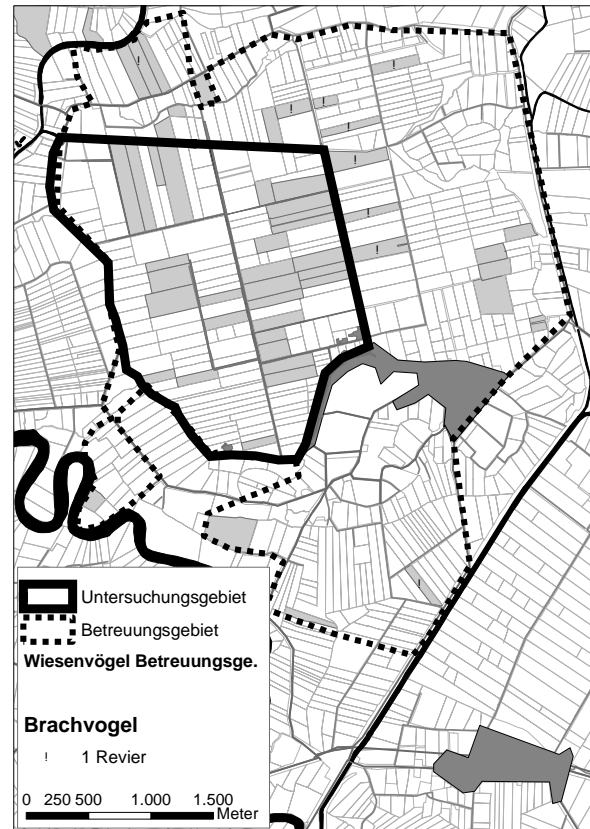 Untersuchungsgebiet
Betreuungsgebiet
Wiesenvögel Betreuungsge.
Brachvogel
! 1 Revier
0 250 500 1.000 1.500
Meter